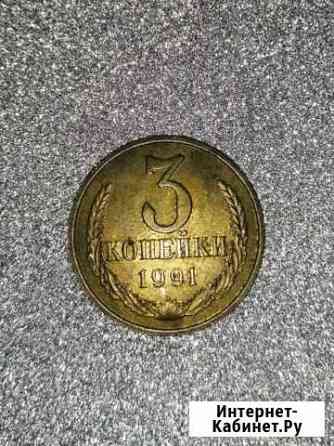 3
КОПЕЙКИ
1991
Интернет-
Кабинет.Ру